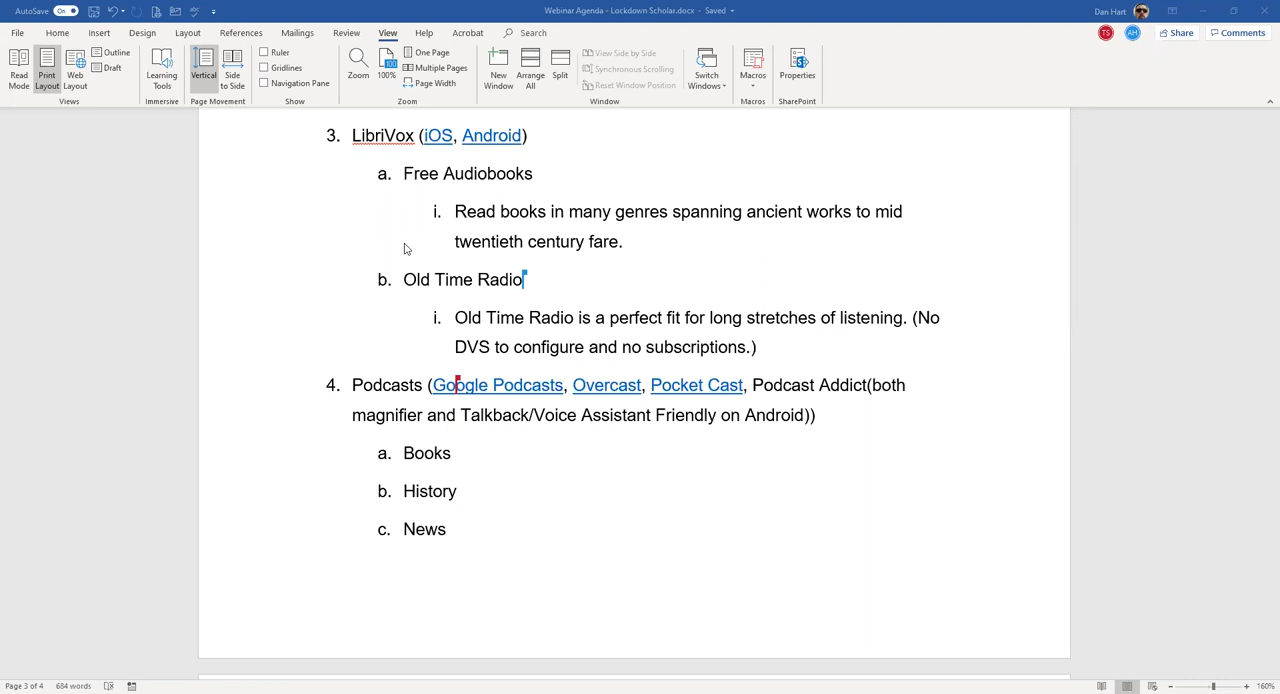 AutoSave On Webinar Agenda - Lockdown Scholar.docx - Saved Dan Hart
File Home Insert Design Layout References Mailings Review View Help Acrobat Search TS AH Share Comments
Outline Ruler One Page View Side by Side
Draft Gridlines 100 Multiple Pages Synchronous Scrolling
Navigation Pane Page Width Reset Window Position
Read Mode Print Layout Web Layout Learning Tools Vertical Side to Side Zoom 100% New Window Arrange All Split Switch Windows Macros Properties
Views Immersive Page Movement Show Zoom Window Macros SharePoint
3. LibriVox (iOS, Android)
a. Free Audiobooks
i. Read books in many genres spanning ancient works to mid
twentieth century fare.
b. Old Time Radio
i. Old Time Radio is a perfect fit for long stretches of listening. (No
DVS to configure and no subscriptions.)
4. Podcasts (Google Podcasts, Overcast, Pocket Cast, Podcast Addict(both
magnifier and Talkback/Voice Assistant Friendly on Android))
a. Books
b. History
c. News
Page 3 of 4 684 words 160%